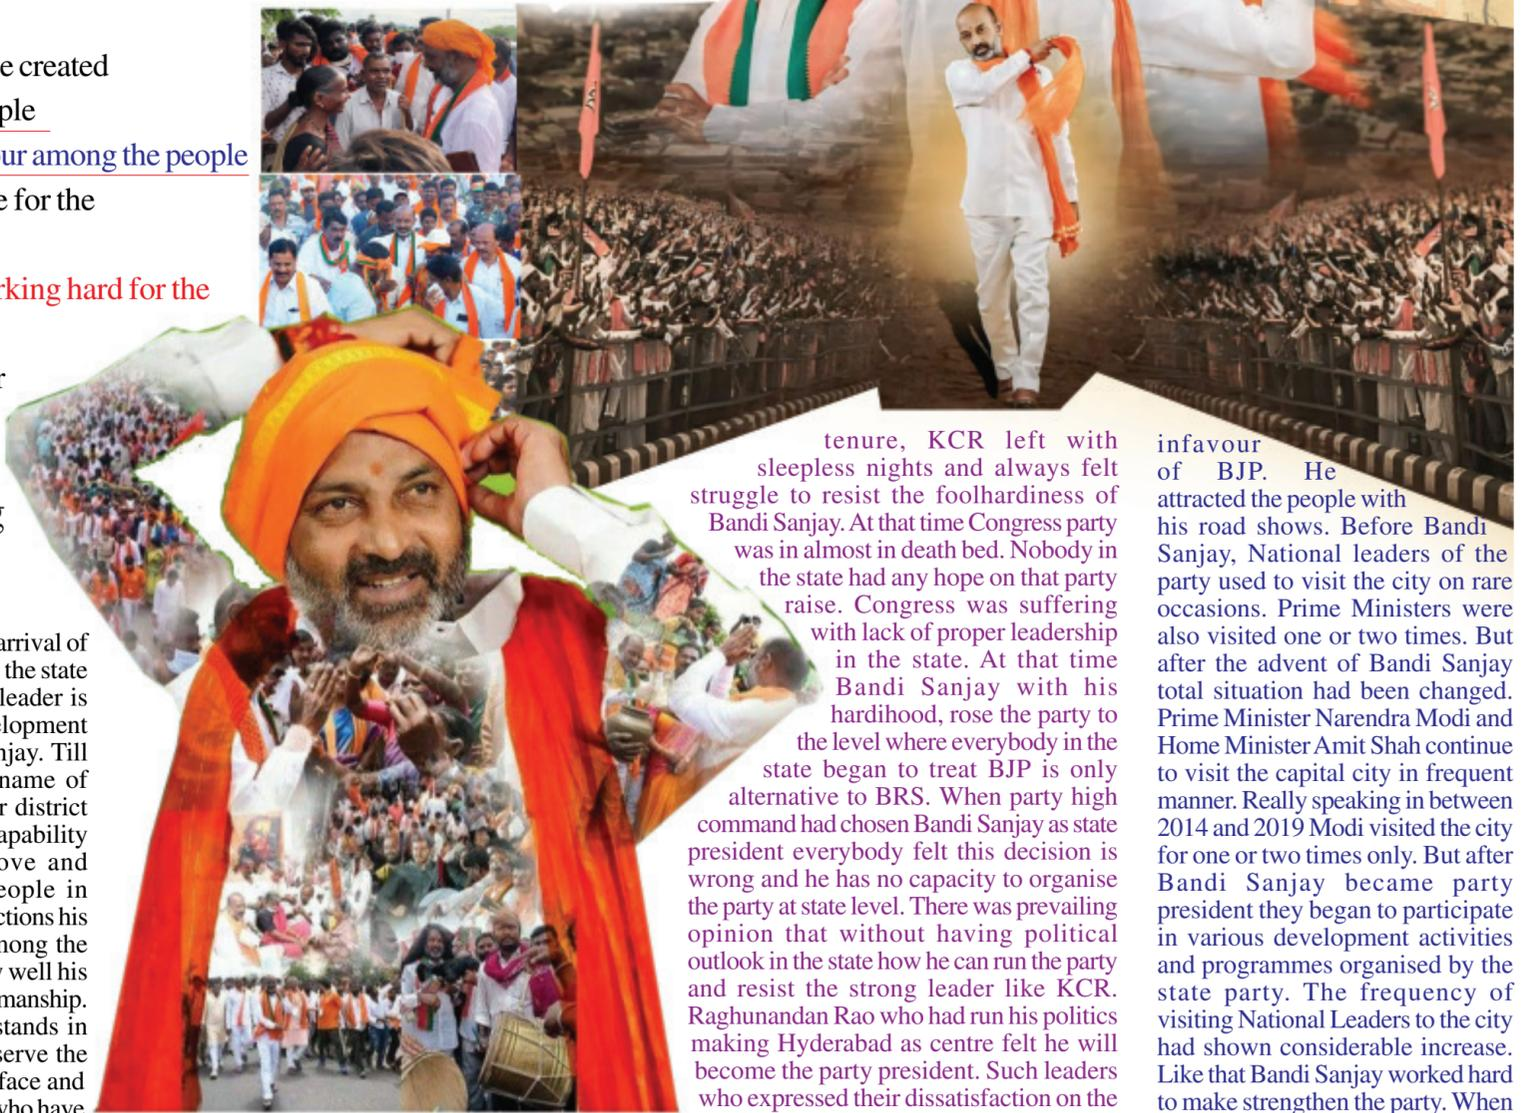 e created
ple
our among the people
e for the
rking hard for the
r
g
arrival of
the state
leader is
elopment
njay. Till
name of
r district
apability
ove and
eople in
ctions his
mong the
y well his
manship.
stands in
serve the
face and
who have
tenure, KCR left with
sleepless nights and always felt
struggle to resist the foolhardiness of
Bandi Sanjay. At that time Congress party
was in almost in death bed. Nobody in
the state had any hope on that party
raise. Congress was suffering
with lack of proper leadership
in the state. At that time
Bandi Sanjay with his
hardihood, rose the party to
the level where everybody in the
state began to treat BJP is only
alternative to BRS. When party high
command had chosen Bandi Sanjay as state
president everybody felt this decision is
wrong and he has no capacity to organise
the party at state level. There was prevailing
opinion that without having political
outlook in the state how he can run the party
and resist the strong leader like KCR.
Raghunandan Rao who had run his politics
making Hyderabad as centre felt he will
become the party president. Such leaders
who expressed their dissatisfaction on the
infavour
of BJP. He
attracted the people with
his road shows. Before Bandi
Sanjay, National leaders of the
party used to visit the city on rare
occasions. Prime Ministers were
also visited one or two times. But
after the advent of Bandi Sanjay
total situation had been changed.
Prime Minister Narendra Modi and
Home Minister Amit Shah continue
to visit the capital city in frequent
manner. Really speaking in between
2014 and 2019 Modi visited the city
for one or two times only. But after
Bandi Sanjay became party
president they began to participate
in various development activities
and programmes organised by the
state party. The frequency of
visiting National Leaders to the city
had shown considerable increase.
Like that Bandi Sanjay worked hard
to make strengthen the party. When